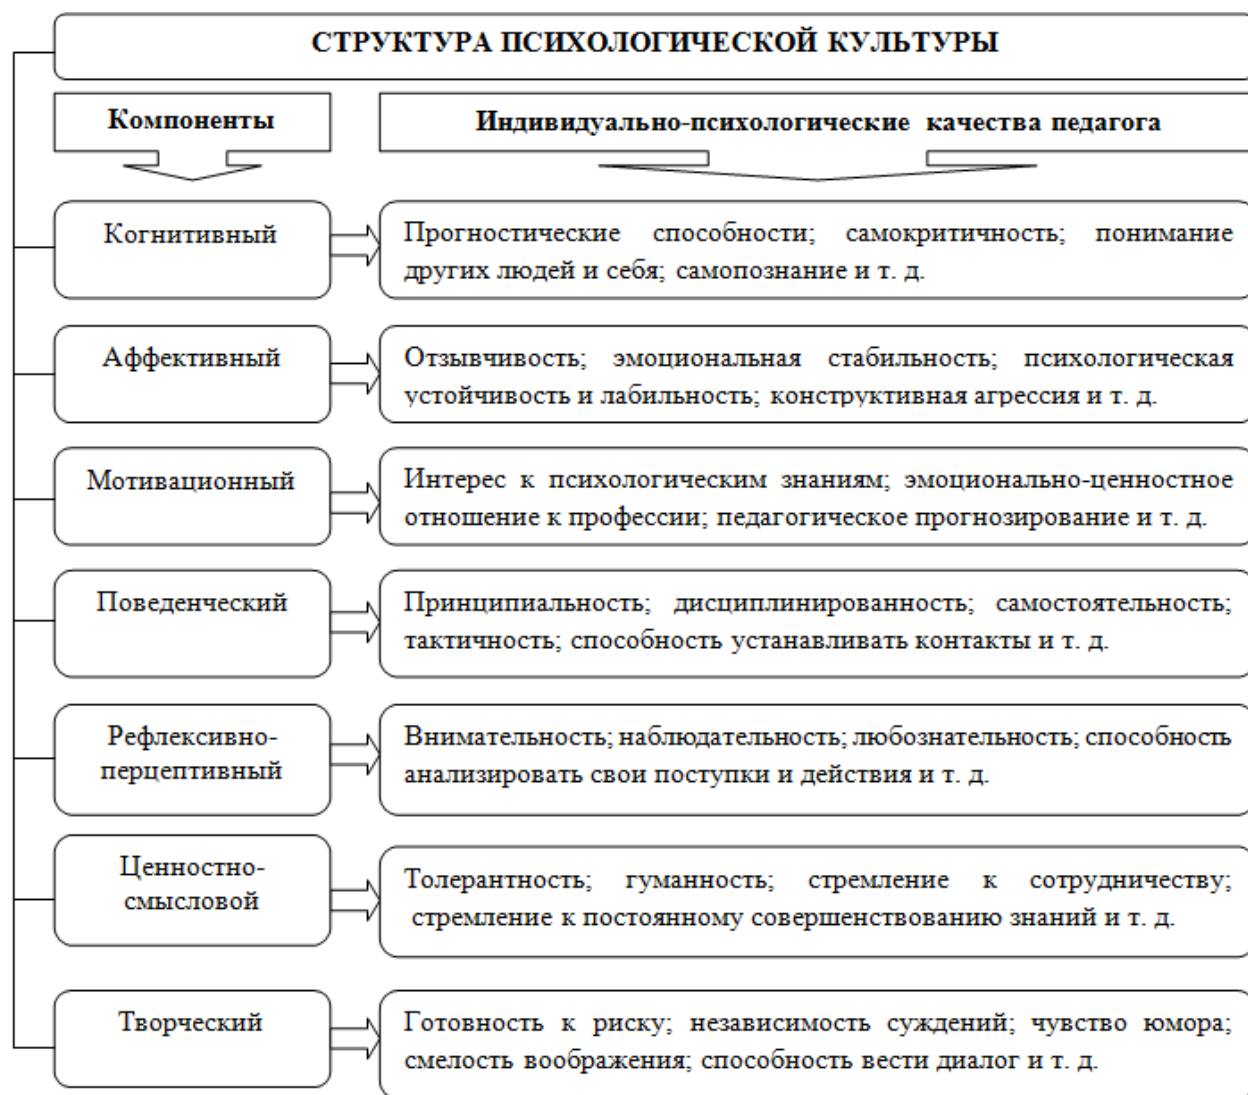 СТРУКТУРА ПСИХОЛОГИЧЕСКОЙ КУЛЬТУРЫ
Компоненты
Индивидуально-психологические качества педагога
Когнитивный
Прогностические способности; самокритичность; понимание
других людей и себя; самопознание и т. д.
Аффективный
Отзывчивость; эмоциональная стабильность; психологическая
устойчивость и лабильность; конструктивная агрессия и т. д.
Мотивационный
Интерес к психологическим знаниям; эмоционально-ценностное
отношение к профессии; педагогическое прогнозирование и т. д.
Поведенческий
Принципиальность; дисциплинированность; самостоятельность;
тактичность; способность устанавливать контакты и т. д.
Рефлексивно-
перцептивный
Внимательность; наблюдательность; любознательность; способность
анализировать свои поступки и действия и т. д.
Ценностно-
смысловой
Толерантность; гуманность; стремление к сотрудничеству;
стремление к постоянному совершенствованию знаний и т. д.
Творческий
Готовность к риску; независимость суждений; чувство юмора;
смелость воображения; способность вести диалог и т. д.